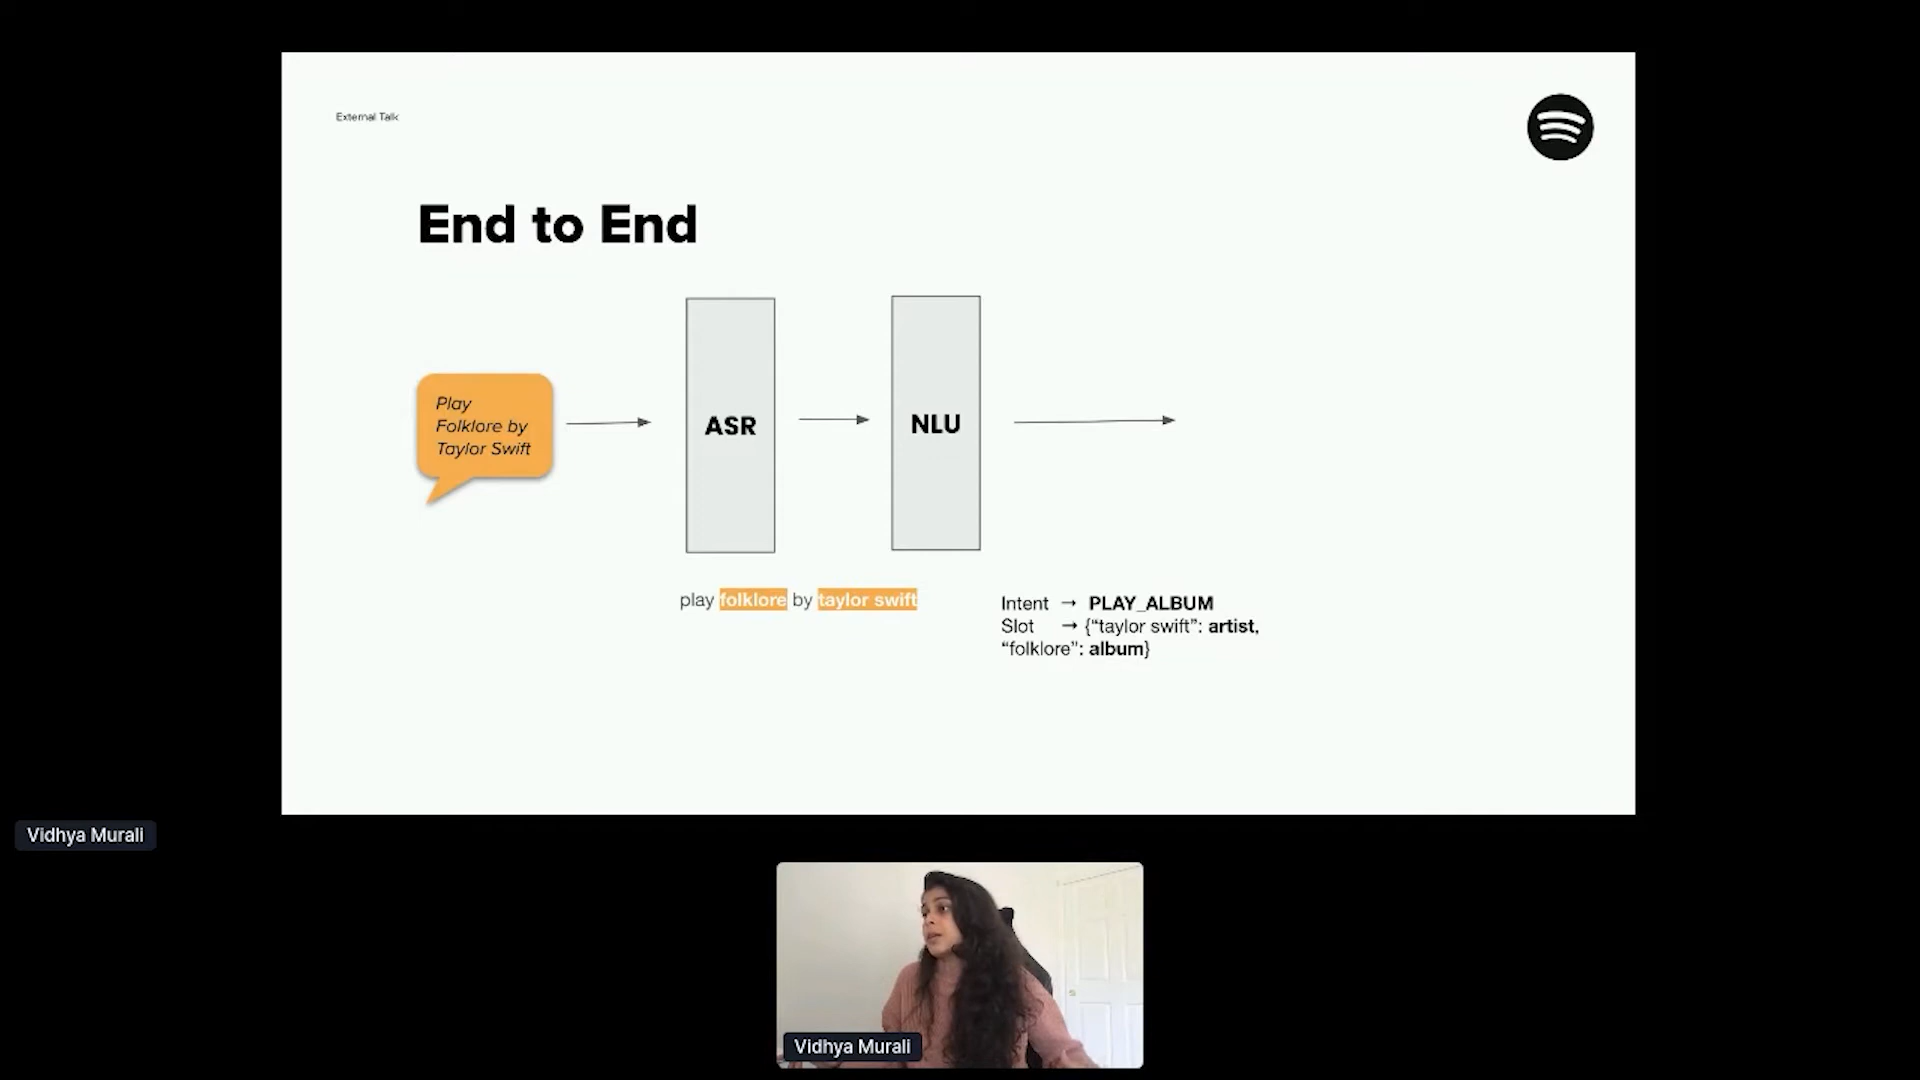 External Talk
End to End
Play
Folklore by
Taylor Swift
ASR
NLU
play folklore by taylor swift
Intent → PLAY_ALBUM
Slot → {“taylor swift”: artist,
“folklore”: album}
Vidhya Murali
Vidhya Murali